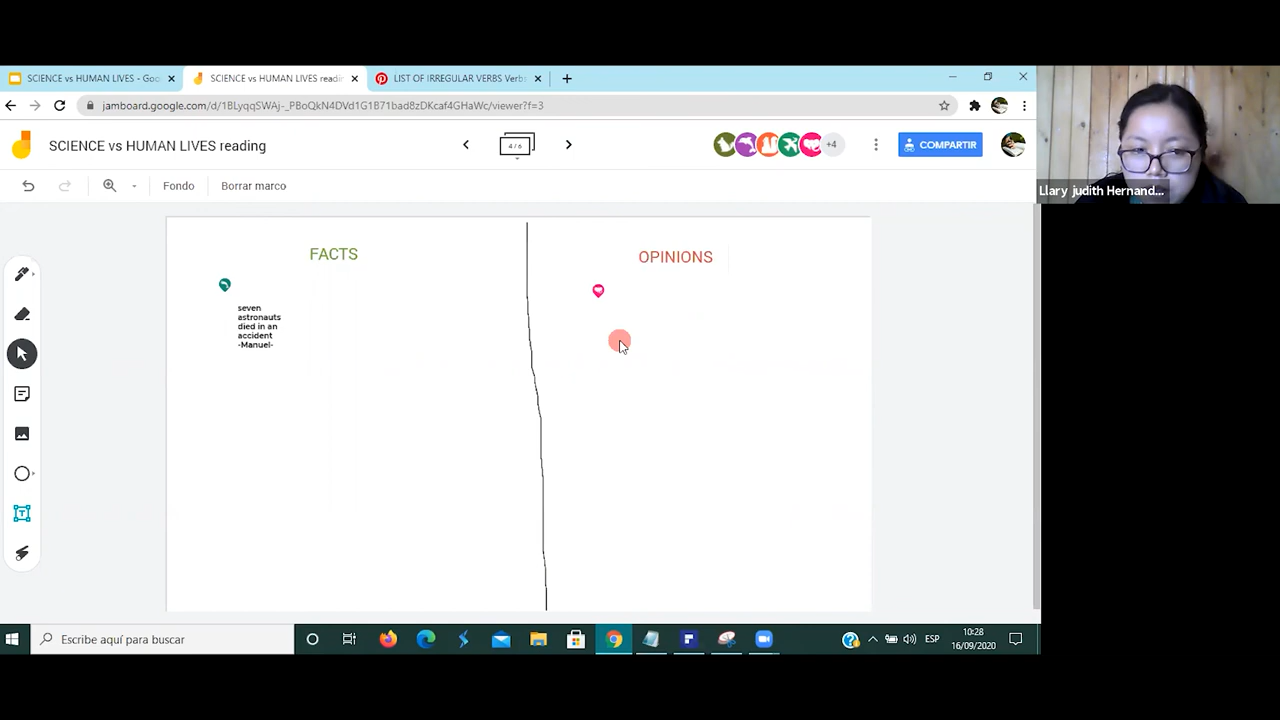 SCIENCE vs HUMAN LIVES - Goo
SCIENCE vs HUMAN LIVES readin
LIST OF IRREGULAR VERBS Verbs
jamboard.google.com/d/1BLyqqSWAj-_PBoQkN4DVd1G1B71bad8zDKcaf4GHaWc/viewer?f=3
SCIENCE vs HUMAN LIVES reading
4 / 6
+4
COMPARTIR
Fondo
Borrar marco
Llary judith Hernand...
FACTS
OPINIONS
seven
astronauts
died in an
accident
-Manuel-
Escribe aquí para buscar
ESP
10:28
16/09/2020